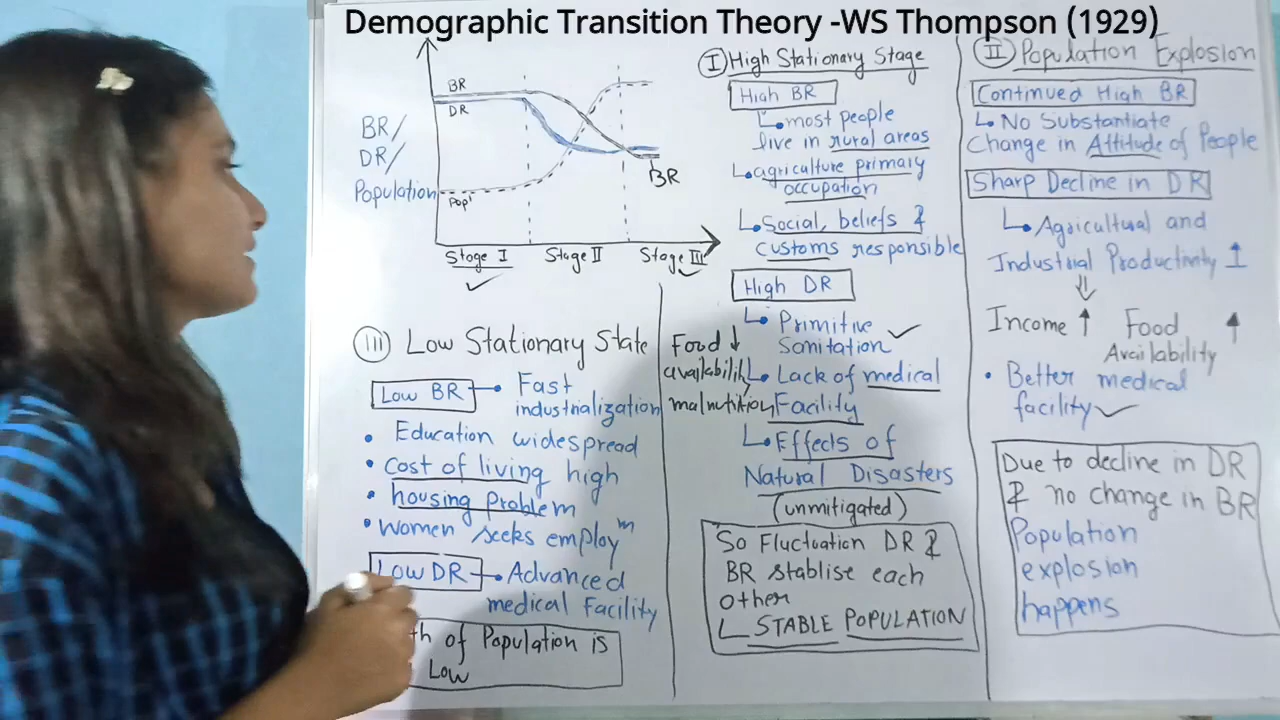 Demographic Transition Theory -WS Thompson (1929)
BR
DR
BR/
DR/
Population
Popⁿ
BR
Stage I
Stage II
Stage III
I High Stationary Stage
High BR
most people
live in rural areas
agriculture primary
occupation
Social, beliefs &
customs responsible
High DR
Primitive
Sanitation
Food ↓
availability
malnutrition
Lack of medical
Facility
Effects of
Natural Disasters
(unmitigated)
So Fluctuation DR &
BR stablise each
other
STABLE POPULATION
II Population Explosion
Continued High BR
No Substantiate
Change in Attitude of People
Sharp Decline in DR
Agricultural and
Industrial Productivity ↑
⇓
Income ↑ Food ↑
Availability
• Better medical
facility
Due to decline in DR
& no change in BR
Population
explosion
happens
III Low Stationary State
Low BR • Fast
industrialization
• Education widespread
• Cost of living high
• housing problem
• women seeks employᵐ
Low DR • Advanced
medical Facility
th of Population is
Low